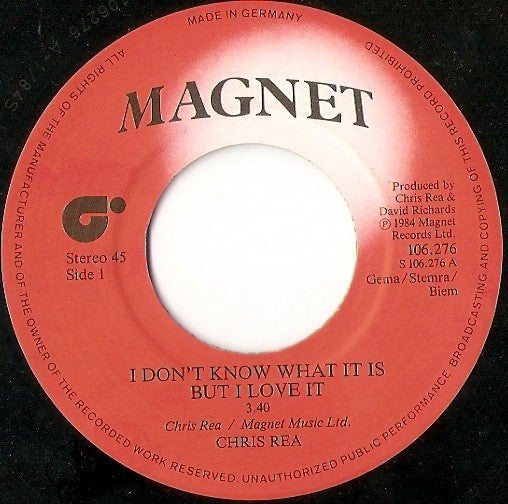 MADE IN GERMANY
ALL RIGHTS OF THE MANUFACTURER AND OF THE OWNER OF THE RECORDED WORK RESERVED. UNAUTHORIZED PUBLIC PERFORMANCE BROADCASTING AND COPYING OF THIS RECORD PROHIBITED
MAGNET
Stereo 45
Side 1
Produced by
Chris Rea &
David Richards
℗ 1984 Magnet
Records Ltd.
106.276
S 106.276 A
Gema/Stemra/
Biem
I DON'T KNOW WHAT IT IS
BUT I LOVE IT
3.40
Chris Rea / Magnet Music Ltd.
CHRIS REA